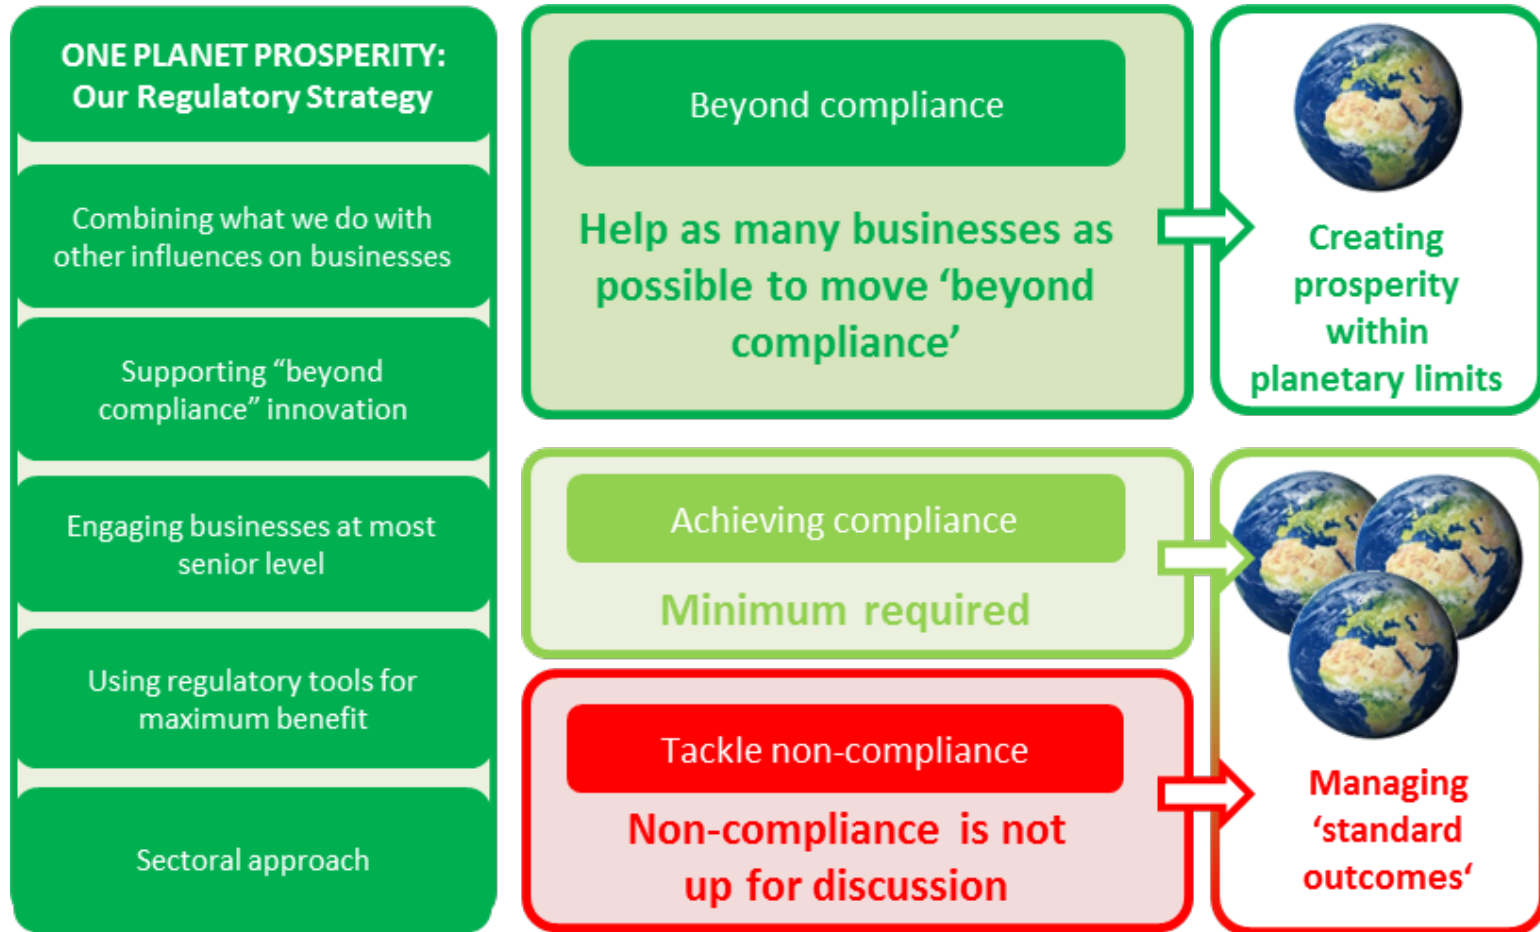 ONE PLANET PROSPERITY:
Our Regulatory Strategy
Combining what we do with
other influences on businesses
Supporting “beyond
compliance” innovation
Engaging businesses at most
senior level
Using regulatory tools for
maximum benefit
Sectoral approach
Beyond compliance
Help as many businesses as
possible to move ‘beyond
compliance’
Creating
prosperity
within
planetary limits
Achieving compliance
Minimum required
Tackle non-compliance
Non-compliance is not
up for discussion
Managing
‘standard
outcomes‘